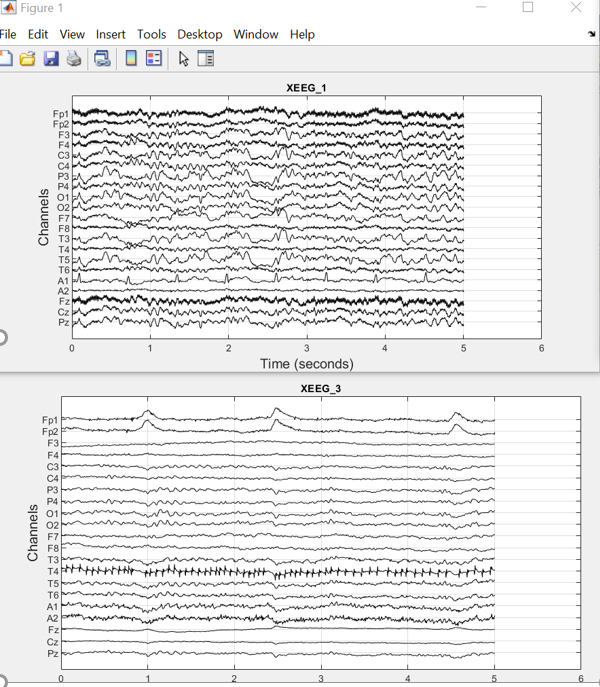 Figure 1
File Edit View Insert Tools Desktop Window Help
XEEG_1
Channels
Fp1
Fp2
F3
F4
C3
C4
P3
P4
O1
O2
F7
F8
T3
T4
T5
T6
A1
A2
Fz
Cz
Pz
0 1 2 3 4 5 6
Time (seconds)
XEEG_3
Channels
Fp1
Fp2
F3
F4
C3
C4
P3
P4
O1
O2
F7
F8
T3
T4
T5
T6
A1
A2
Fz
Cz
Pz
0 1 2 3 4 5 6